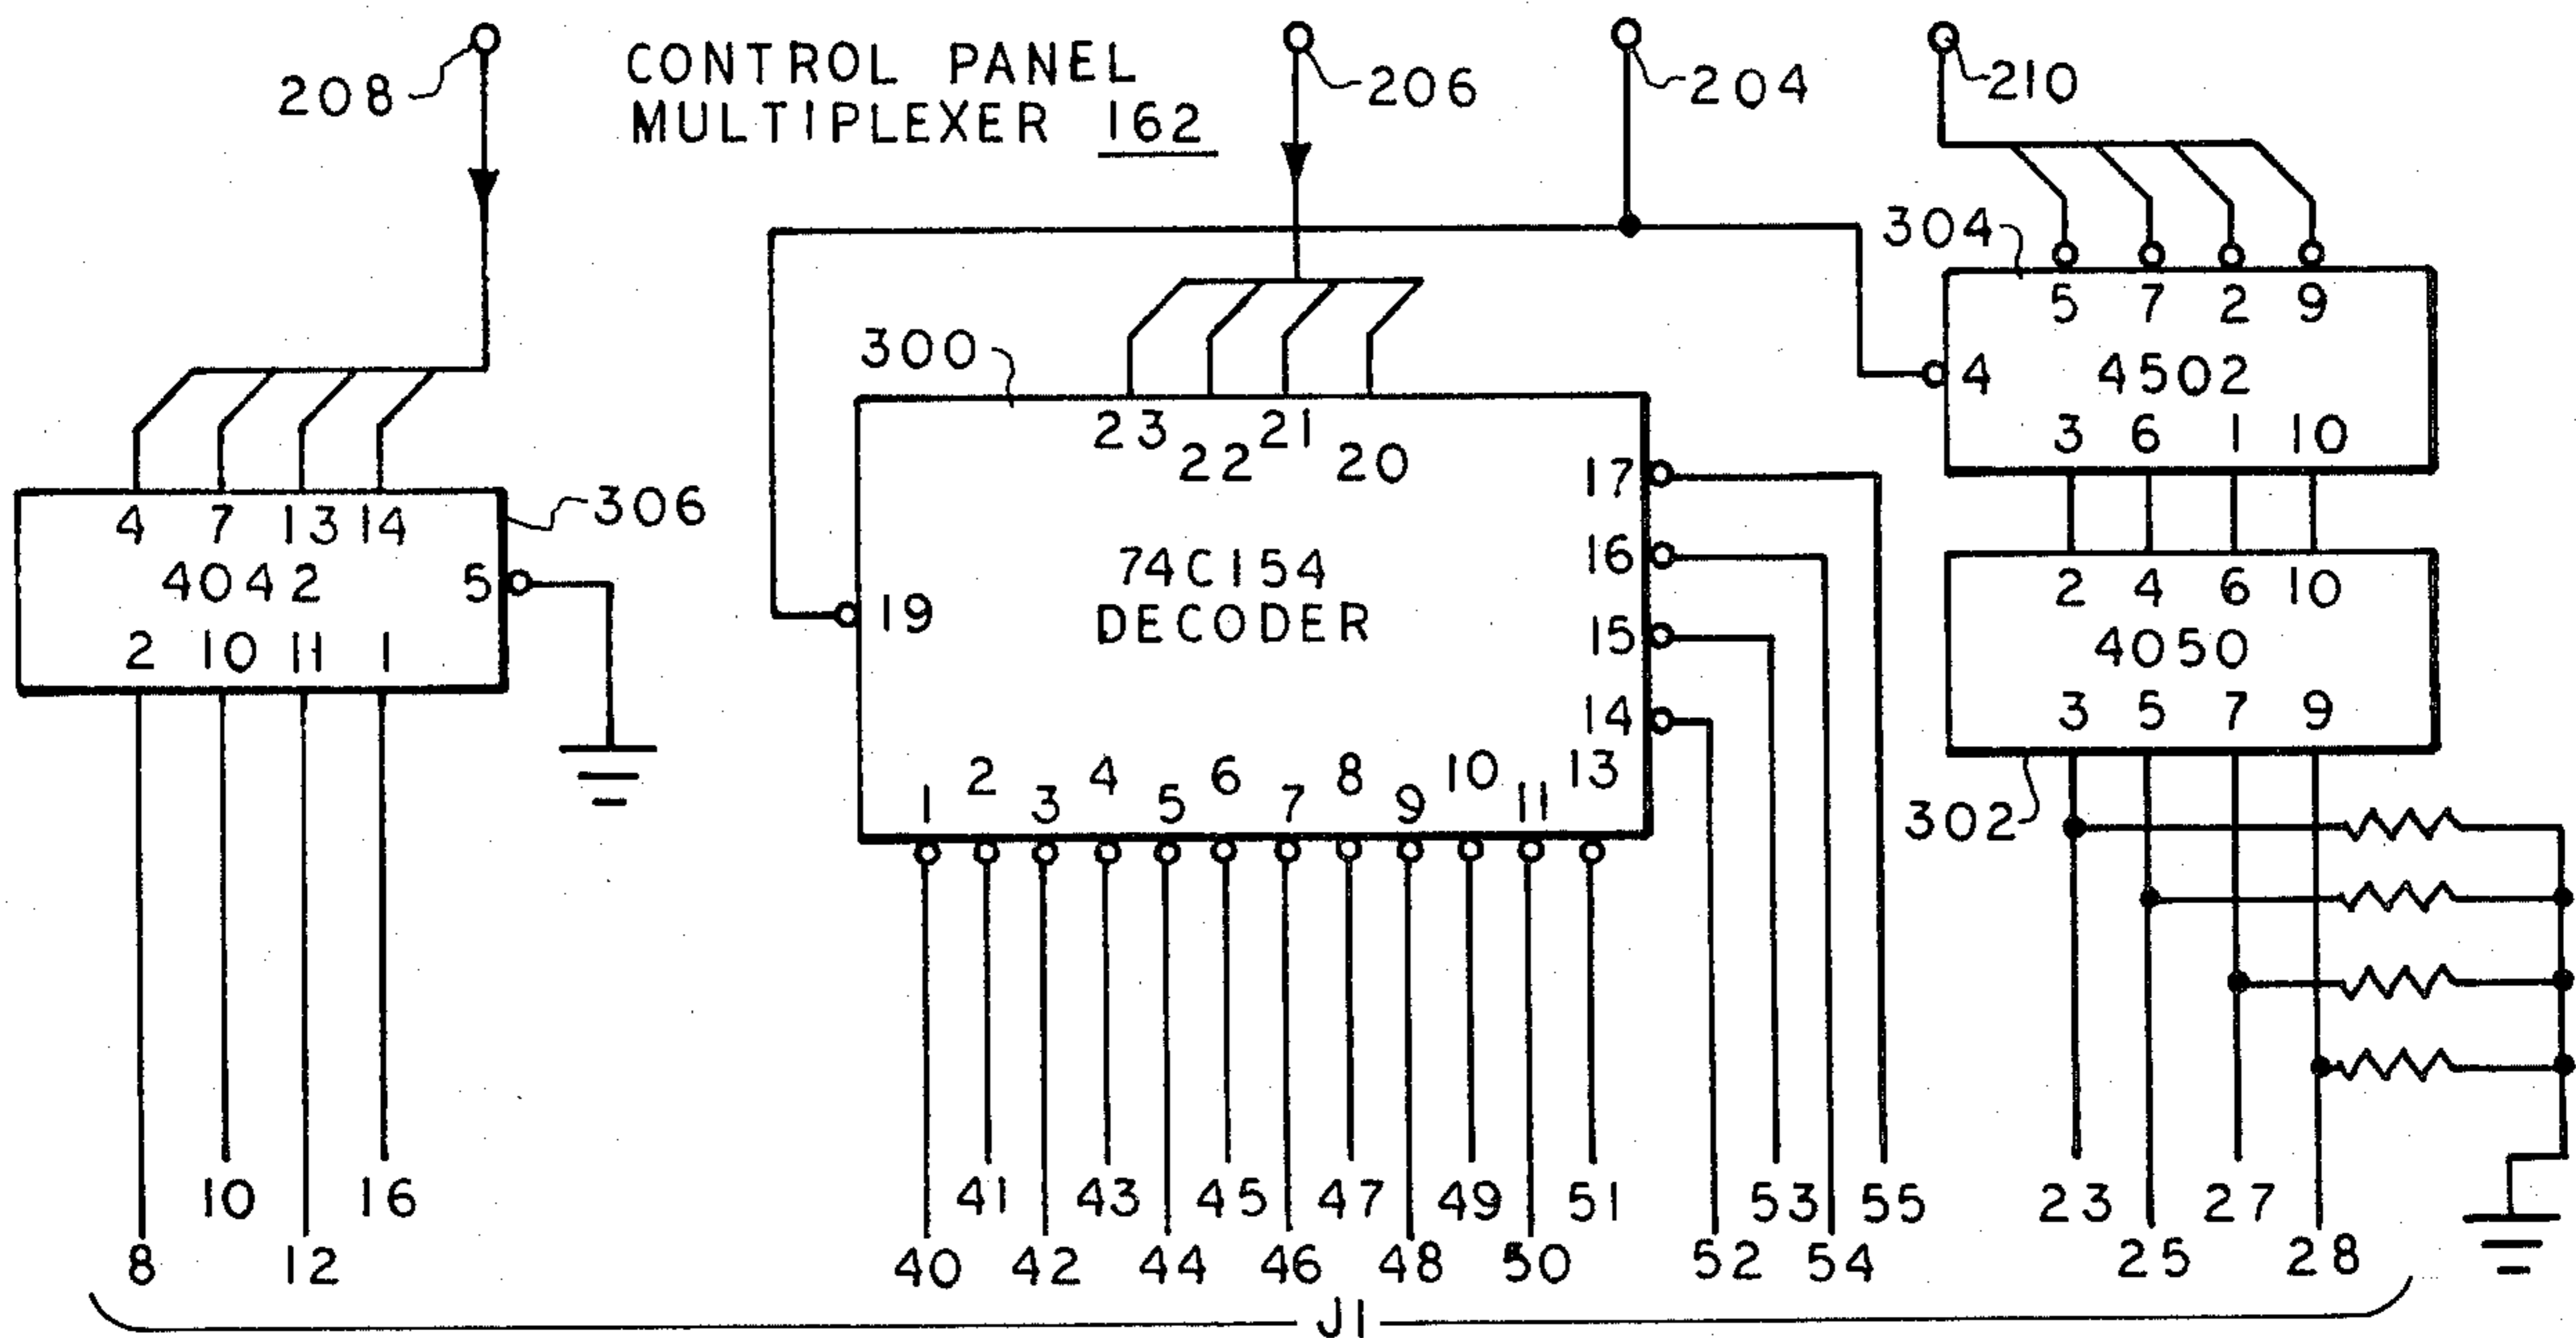 208
CONTROL PANEL
MULTIPLEXER 162
206
204
210
304
5 7 2 9
4 4502
3 6 1 10
300
23 22 21 20
17
16
15
14
19
74C154
DECODER
1 2 3 4 5 6 7 8 9 10 11 13
306
4 7 13 14
4042 5
2 10 11 1
2 4 6 10
4050
3 5 7 9
302
10 16 41 43 45 47 49 51 53 55 23 27
8 12 40 42 44 46 48 50 52 54 25 28
J1